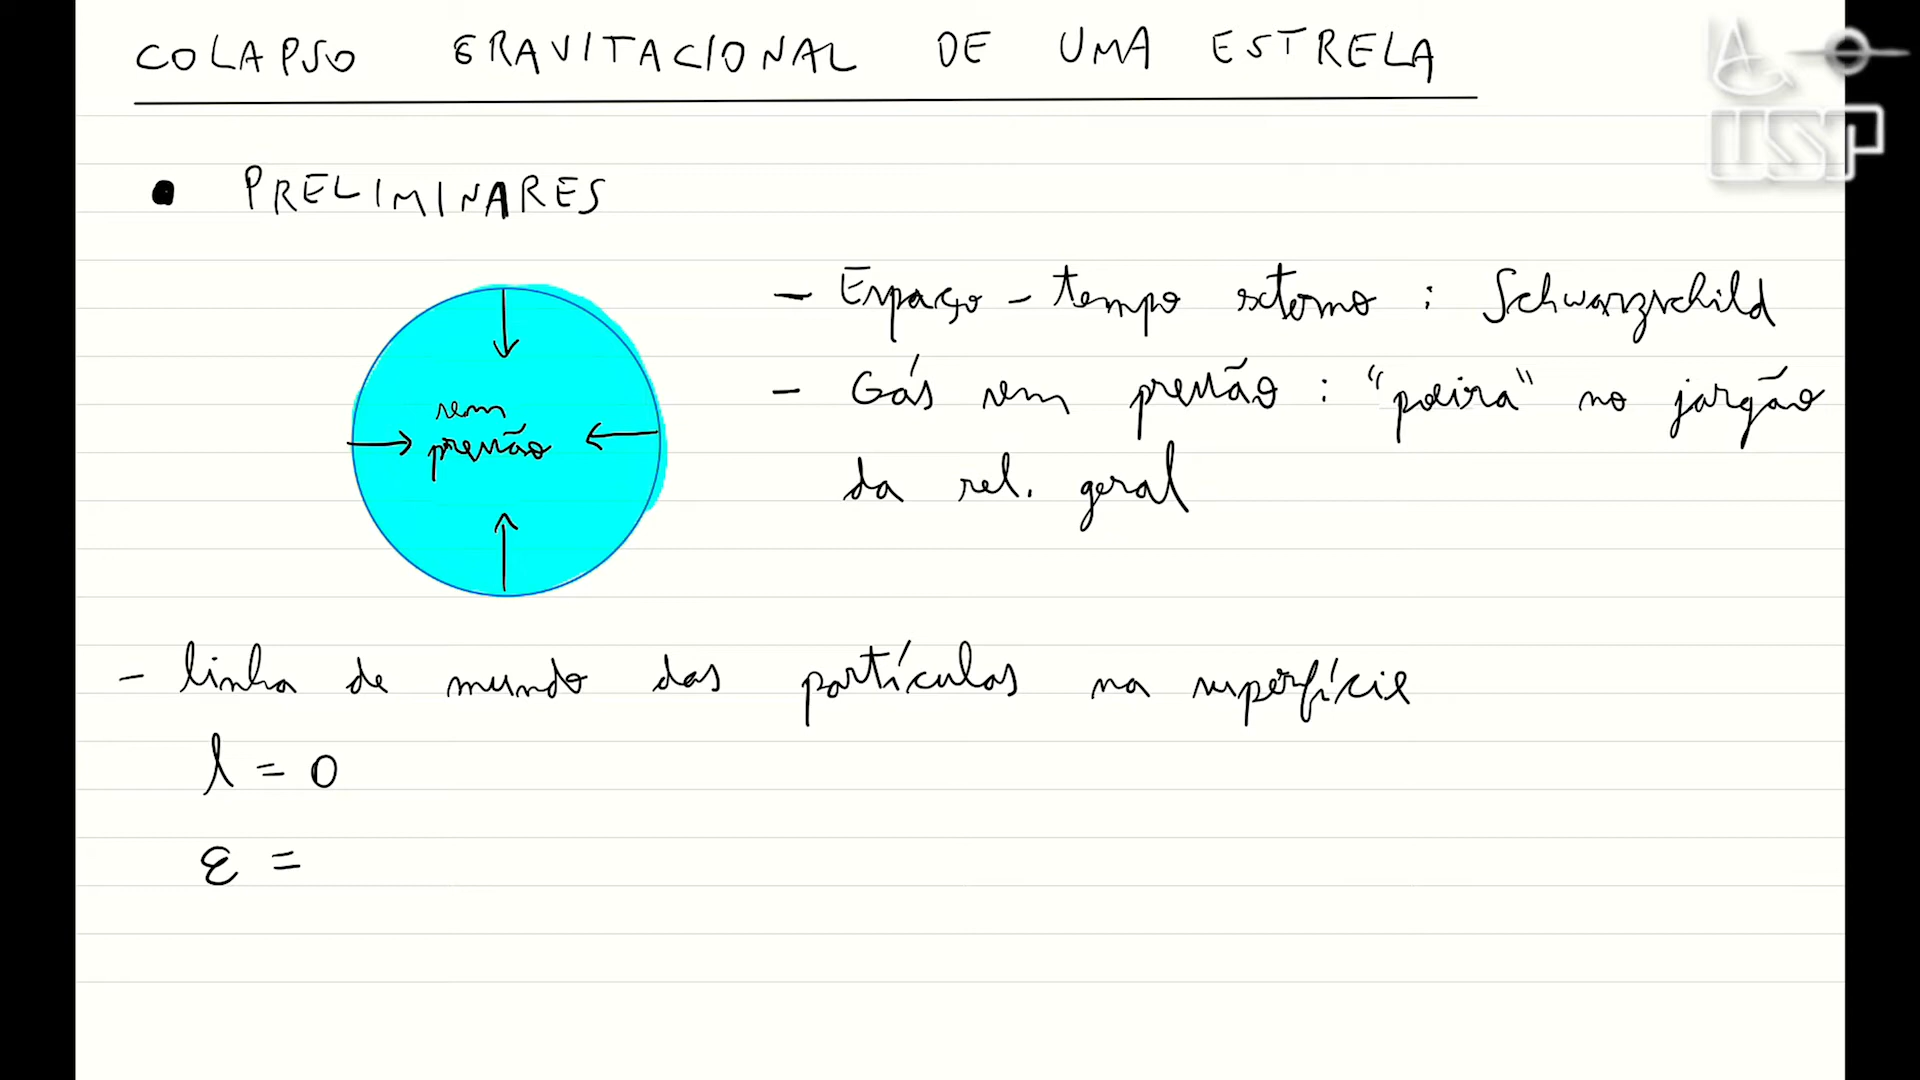 COLAPSO GRAVITACIONAL DE UMA ESTRELA
IAG
USP
• PRELIMINARES
- Espaço-tempo externo : Schwarzschild
- Gás sem pressão : "poeira" no jargão
da rel. geral
sem
pressão
- linha de mundo das partículas na superfície
l = 0
ε =